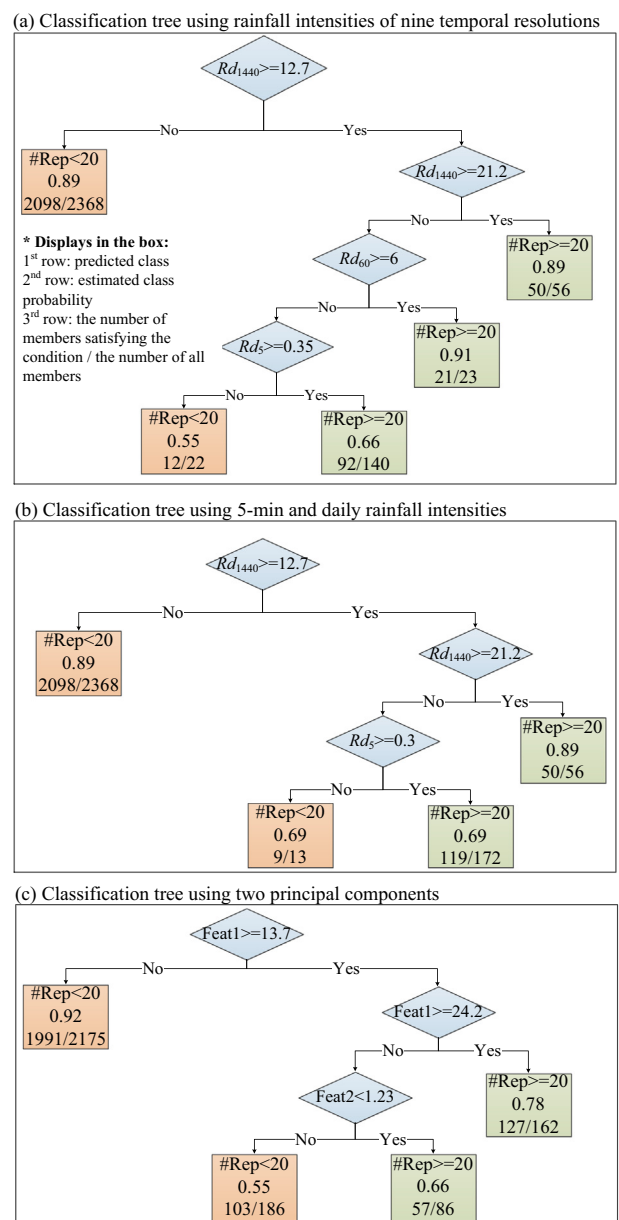 (a) Classification tree using rainfall intensities of nine temporal resolutions
Rd1440>=12.7
No
Yes
#Rep<20
0.89
2098/2368
Rd1440>=21.2
No
Yes
* Displays in the box:
1st row: predicted class
2nd row: estimated class
probability
3rd row: the number of
members satisfying the
condition / the number of all
members
Rd60>=6
#Rep>=20
0.89
50/56
No
Yes
Rd5>=0.35
#Rep>=20
0.91
21/23
No
Yes
#Rep<20
0.55
12/22
#Rep>=20
0.66
92/140
(b) Classification tree using 5-min and daily rainfall intensities
Rd1440>=12.7
No
Yes
#Rep<20
0.89
2098/2368
Rd1440>=21.2
No
Yes
Rd5>=0.3
#Rep>=20
0.89
50/56
No
Yes
#Rep<20
0.69
9/13
#Rep>=20
0.69
119/172
(c) Classification tree using two principal components
Feat1>=13.7
No
Yes
#Rep<20
0.92
1991/2175
Feat1>=24.2
No
Yes
Feat2<1.23
#Rep>=20
0.78
127/162
No
Yes
#Rep<20
0.55
103/186
#Rep>=20
0.66
57/86